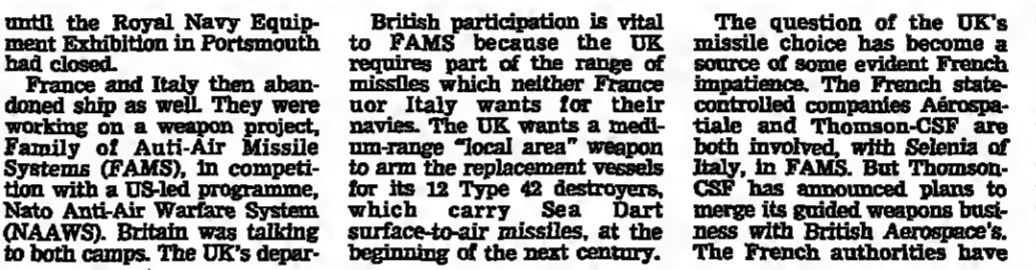 until the Royal Navy Equip-
ment Exhibition in Portsmouth
had closed.
France and Italy then aban-
doned ship as well. They were
working on a weapon project,
Family of Anti-Air Missile
Systems (FAMS), in competi-
tion with a US-led programme,
Nato Anti-Air Warfare System
(NAAWS). Britain was talking
to both camps. The UK's depar-
British participation is vital
to FAMS because the UK
requires part of the range of
missiles which neither France
nor Italy wants for their
navies. The UK wants a medi-
um-range "local area" weapon
to arm the replacement vessels
for its 12 Type 42 destroyers,
which carry Sea Dart
surface-to-air missiles, at the
beginning of the next century.
The question of the UK's
missile choice has become a
source of some evident French
impatience. The French state-
controlled companies Aérospa-
tiale and Thomson-CSF are
both involved, with Selenia of
Italy, in FAMS. But Thomson-
CSF has announced plans to
merge its guided weapons busi-
ness with British Aerospace's.
The French authorities have